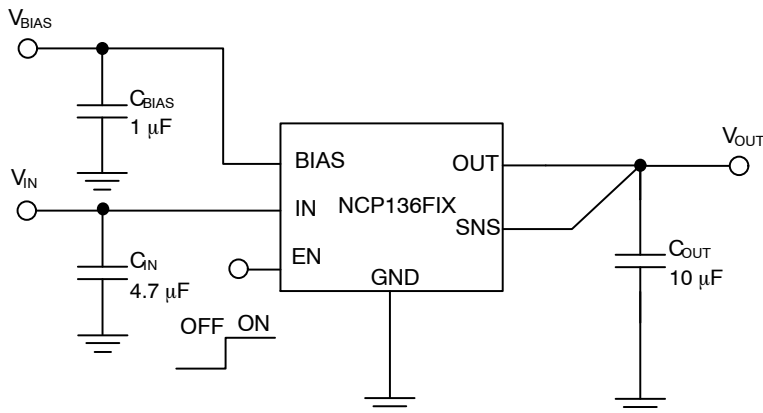 VBIAS
CBIAS
1 μF
VIN
CIN
4.7 μF
BIAS
IN
EN
NCP136FIX
OUT
SNS
GND
OFF ON
VOUT
COUT
10 μF